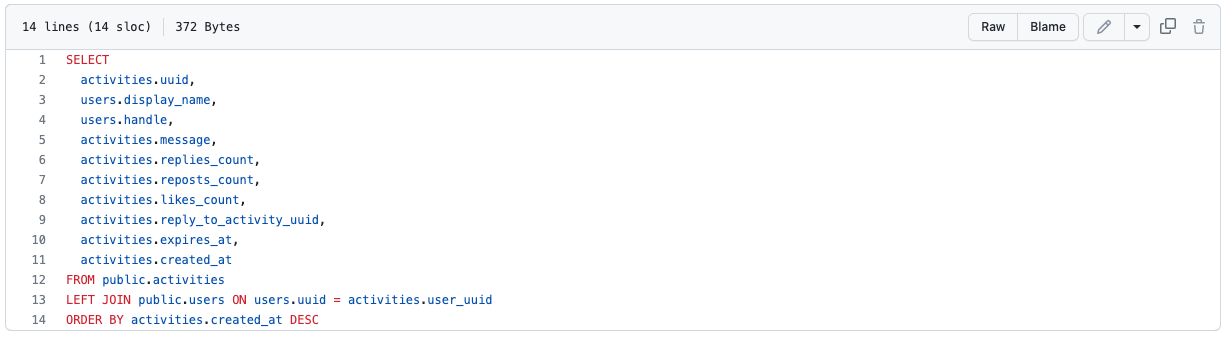 14 lines (14 sloc) 372 Bytes Raw Blame
1 SELECT
2 activities.uuid,
3 users.display_name,
4 users.handle,
5 activities.message,
6 activities.replies_count,
7 activities.reposts_count,
8 activities.likes_count,
9 activities.reply_to_activity_uuid,
10 activities.expires_at,
11 activities.created_at
12 FROM public.activities
13 LEFT JOIN public.users ON users.uuid = activities.user_uuid
14 ORDER BY activities.created_at DESC